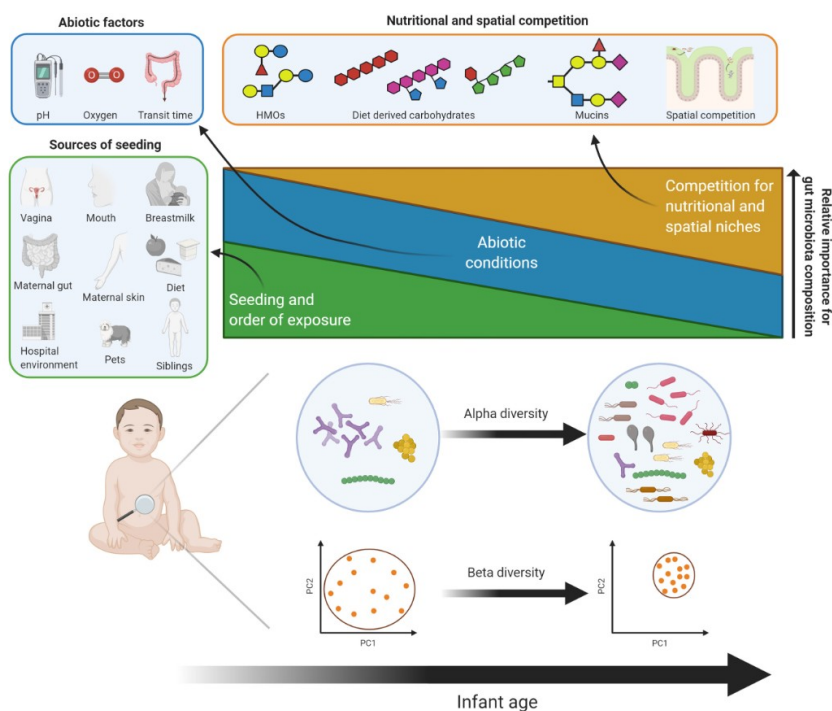 Abiotic factors
pH
Oxygen
Transit time
Nutritional and spatial competition
HMOs
Diet derived carbohydrates
Mucins
Spatial competition
Sources of seeding
Vagina
Mouth
Breastmilk
Maternal gut
Maternal skin
Diet
Hospital
environment
Pets
Siblings
Competition for
nutritional and
spatial niches
Abiotic
conditions
Seeding and
order of exposure
Relative importance for
gut microbiota composition
O
O
Alpha diversity
Beta diversity
PC2
PC1
PC2
PC1
Infant age